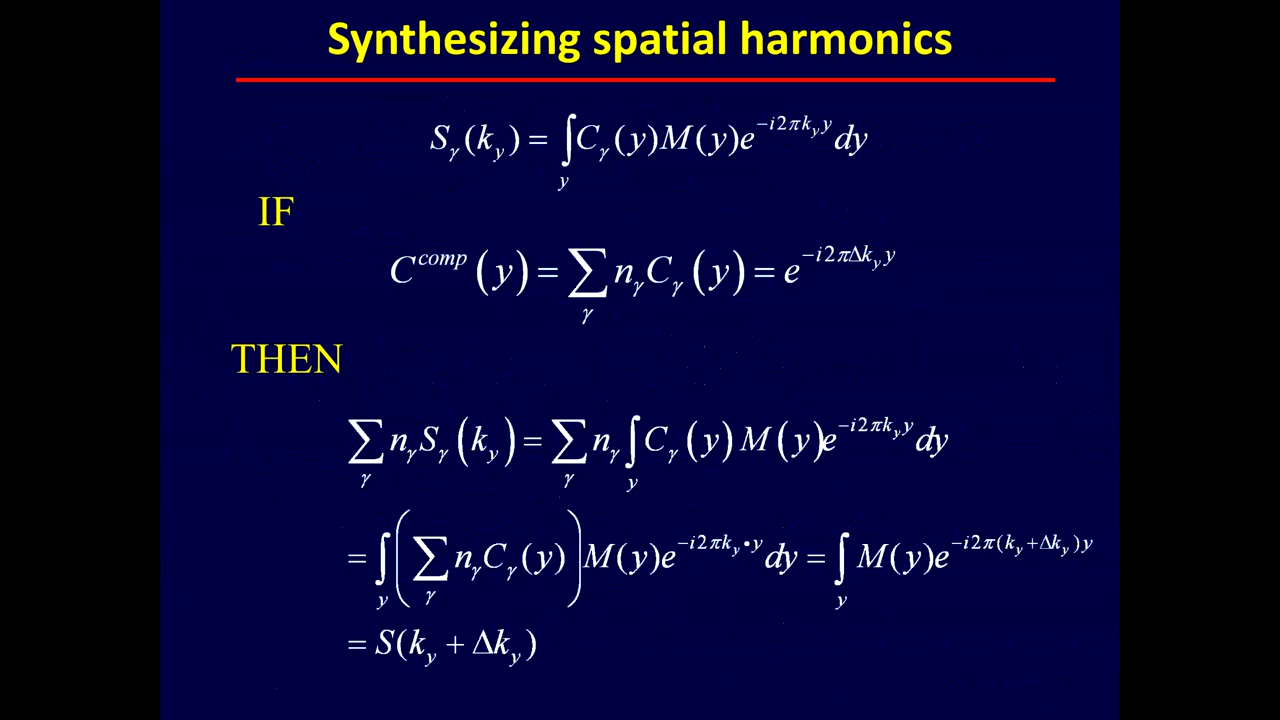 Synthesizing spatial harmonics
S_γ(k_y) = ∫_y C_γ(y)M(y)e^{−i2πk_y y}dy
IF
C^{comp}(y) = ∑_γ n_γ C_γ(y) = e^{−i2πΔk_y y}
THEN
∑_γ n_γ S_γ(k_y) = ∑_γ n_γ ∫_y C_γ(y)M(y)e^{−i2πk_y y}dy
= ∫_y (∑_γ n_γ C_γ(y))M(y)e^{−i2πk_y•y}dy = ∫_y M(y)e^{−i2π(k_y+Δk_y)y}
= S(k_y + Δk_y)